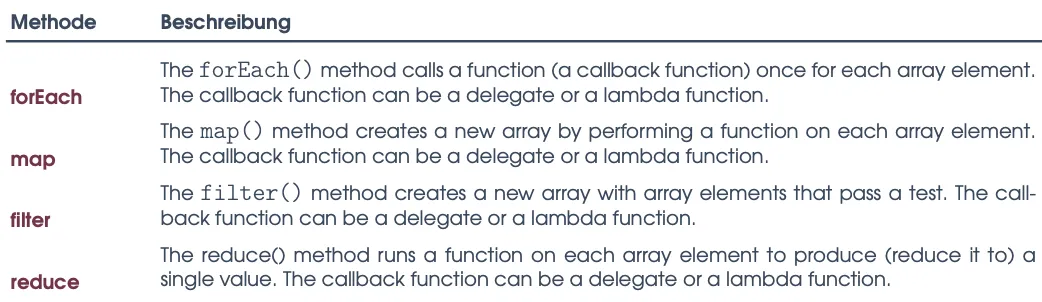 Methode Beschreibung
The forEach() method calls a function (a callback function) once for each array element.
forEach The callback function can be a delegate or a lambda function.
The map() method creates a new array by performing a function on each array element.
map The callback function can be a delegate or a lambda function.
The filter() method creates a new array with array elements that pass a test. The call-
filter back function can be a delegate or a lambda function.
The reduce() method runs a function on each array element to produce (reduce it to) a
reduce single value. The callback function can be a delegate or a lambda function.